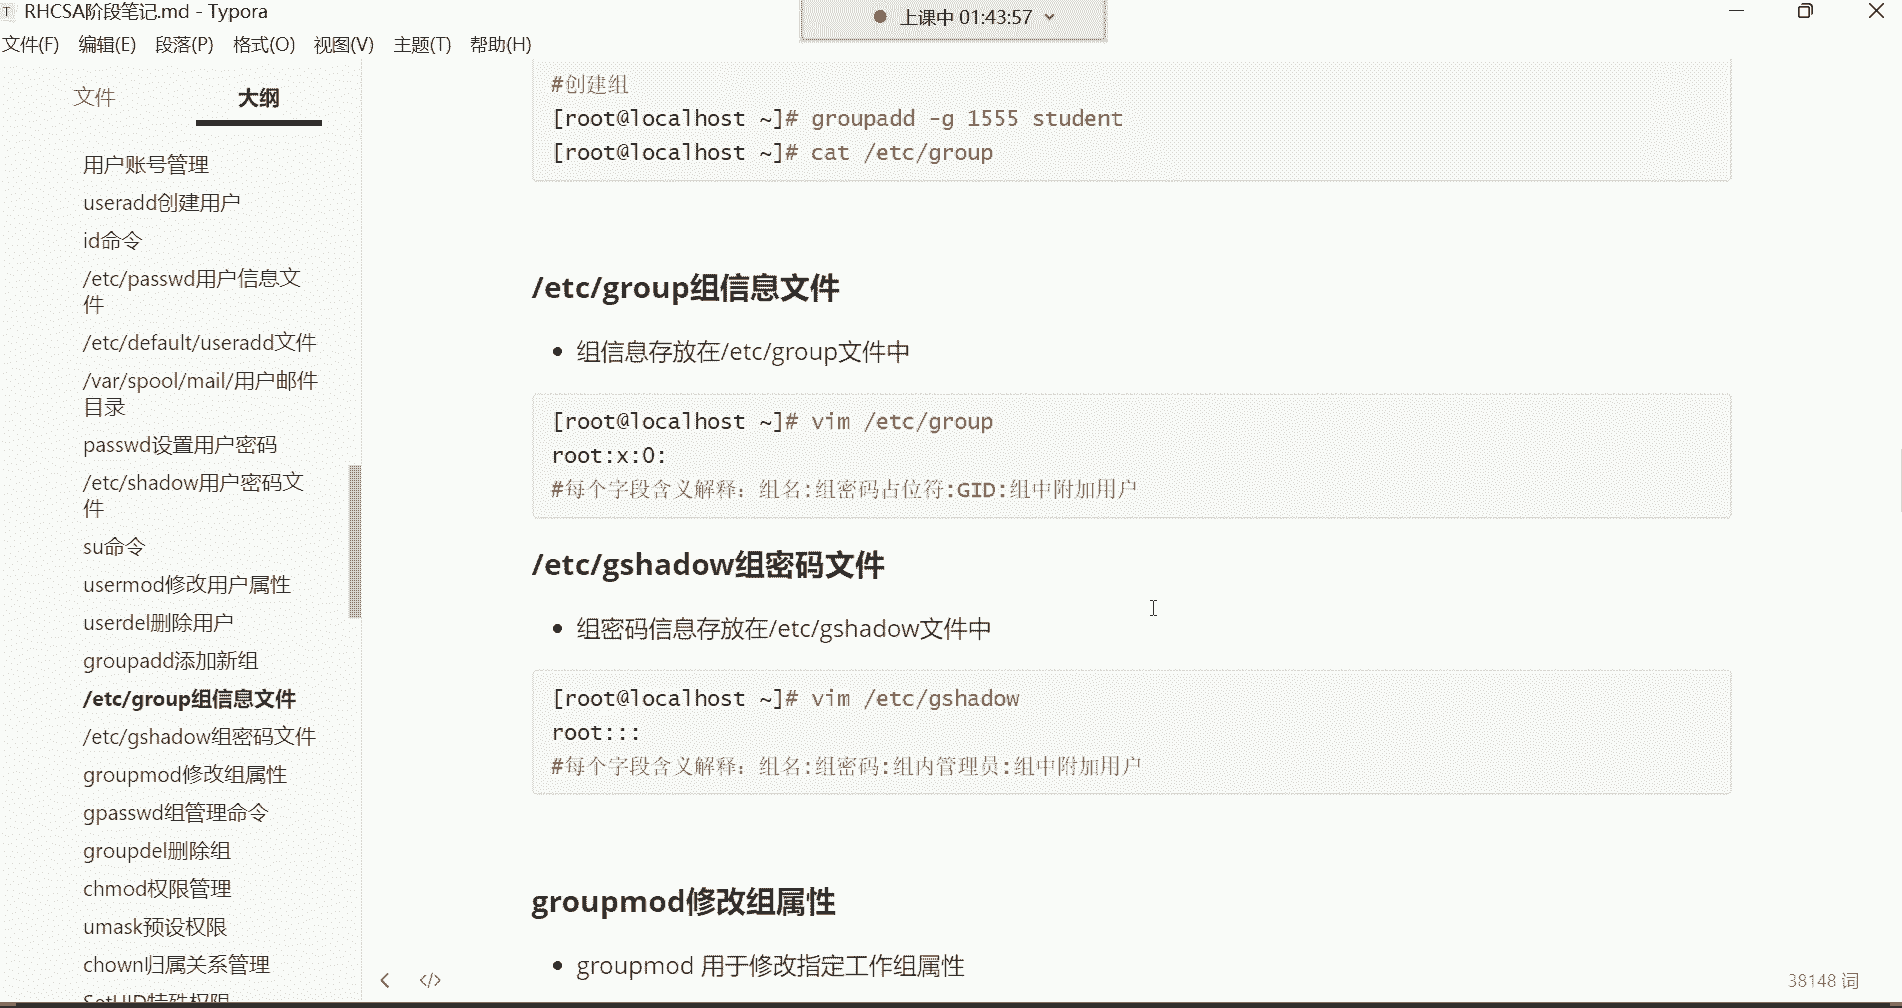 RHCSA阶段笔记.md - Typora
上课中 01:43:57
文件(F) 编辑(E) 段落(P) 格式(O) 视图(V) 主题(T) 帮助(H)
文件 大纲
用户账号管理
useradd创建用户
id命令
/etc/passwd用户信息文
件
/etc/default/useradd文件
/var/spool/mail/用户邮件
目录
passwd设置用户密码
/etc/shadow用户密码文
件
su命令
usermod修改用户属性
userdel删除用户
groupadd添加新组
/etc/group组信息文件
/etc/gshadow组密码文件
groupmod修改组属性
gpasswd组管理命令
groupdel删除组
chmod权限管理
umask预设权限
chown归属关系管理
SetUID特殊权限
#创建组
[root@localhost ~]# groupadd -g 1555 student
[root@localhost ~]# cat /etc/group
/etc/group组信息文件
组信息存放在/etc/group文件中
[root@localhost ~]# vim /etc/group
root:x:0:
#每个字段含义解释：组名:组密码占位符:GID:组中附加用户
/etc/gshadow组密码文件
组密码信息存放在/etc/gshadow文件中
[root@localhost ~]# vim /etc/gshadow
root:::
#每个字段含义解释：组名:组密码:组内管理员:组中附加用户
groupmod修改组属性
groupmod 用于修改指定工作组属性
38148 词